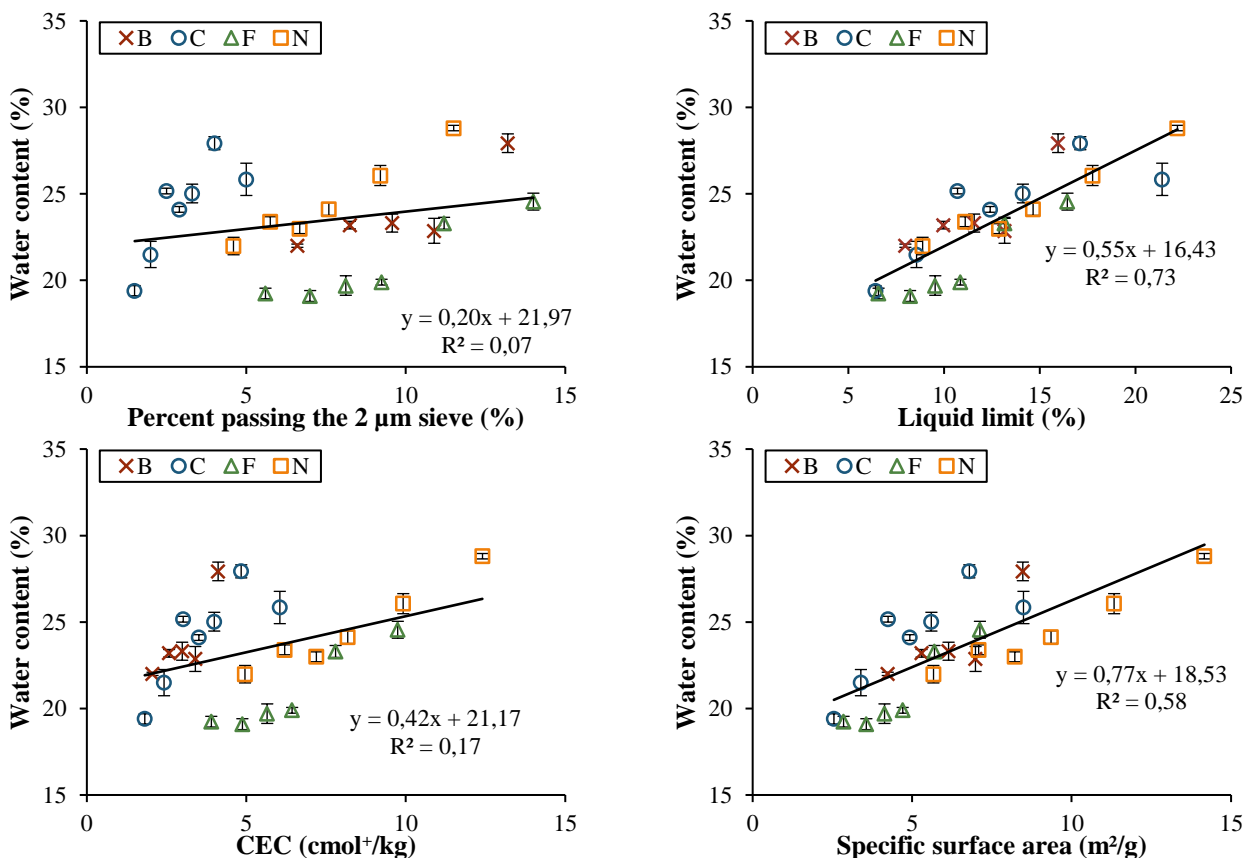 35
B C F N
30
25
20
15
Water content (%)
y = 0,20x + 21,97
R² = 0,07
0 5 10 15
Percent passing the 2 µm sieve (%)
35
B C F N
30
25
20
15
Water content (%)
y = 0,55x + 16,43
R² = 0,73
0 5 10 15 20 25
Liquid limit (%)
35
B C F N
30
25
20
15
Water content (%)
y = 0,42x + 21,17
R² = 0,17
0 5 10 15
CEC (cmol⁺/kg)
35
B C F N
30
25
20
15
Water content (%)
y = 0,77x + 18,53
R² = 0,58
0 5 10 15
Specific surface area (m²/g)